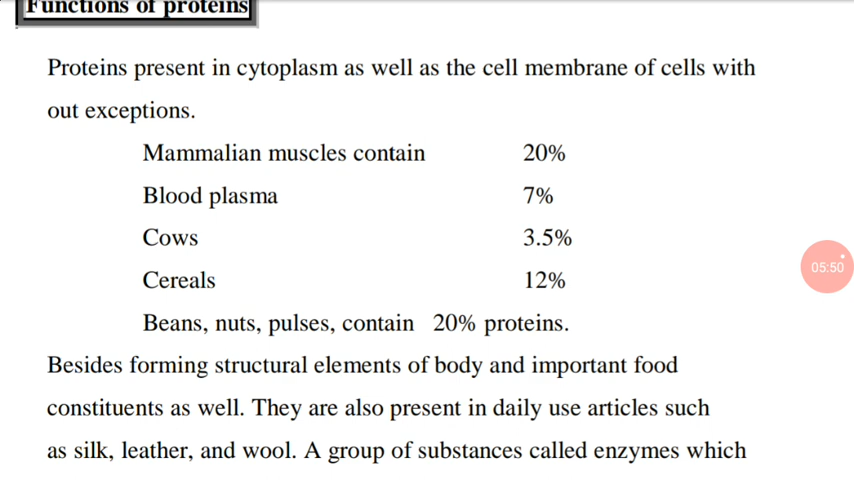 Functions of proteins
Proteins present in cytoplasm as well as the cell membrane of cells with
out exceptions.
Mammalian muscles contain 20%
Blood plasma 7%
Cows 3.5%
Cereals 12%
05:50
Beans, nuts, pulses, contain 20% proteins.
Besides forming structural elements of body and important food
constituents as well. They are also present in daily use articles such
as silk, leather, and wool. A group of substances called enzymes which